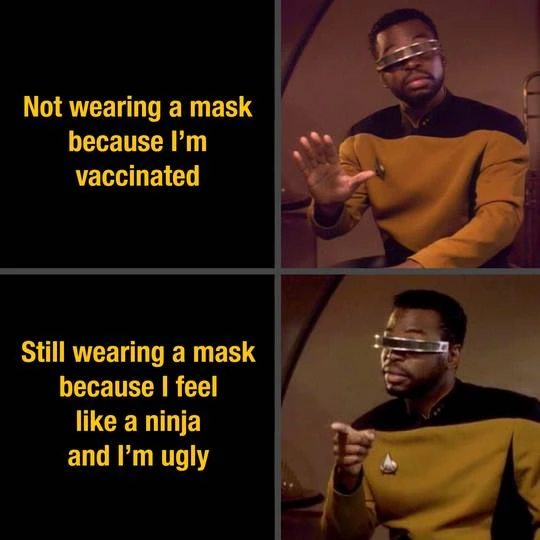 Not wearing a mask
because I’m
vaccinated
Still wearing a mask
because I feel
like a ninja
and I’m ugly